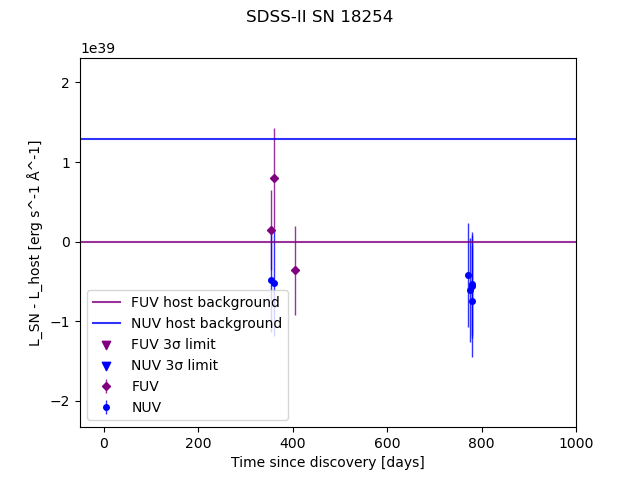 SDSS-II SN 18254
1e39
2
1
0
−1
−2
L_SN - L_host [erg s^-1 Å^-1]
FUV host background
NUV host background
FUV 3σ limit
NUV 3σ limit
FUV
NUV
0 200 400 600 800 1000
Time since discovery [days]